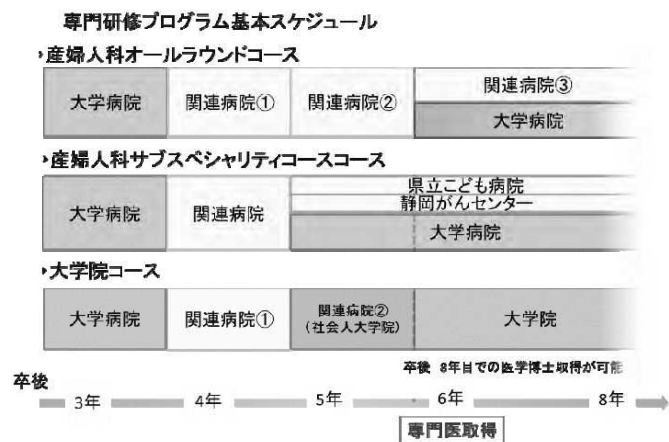 専門研修プログラム基本スケジュール
▸産婦人科オールラウンドコース
大学病院
関連病院①
関連病院②
関連病院③
大学病院
▸産婦人科サブスペシャリティコースコース
大学病院
関連病院
県立こども病院
静岡がんセンター
大学病院
▸大学院コース
大学病院
関連病院①
関連病院②
(社会人大学院)
大学院
卒後 8年目での医学博士取得が可能
卒後
3年
4年
5年
6年
8年
専門医取得